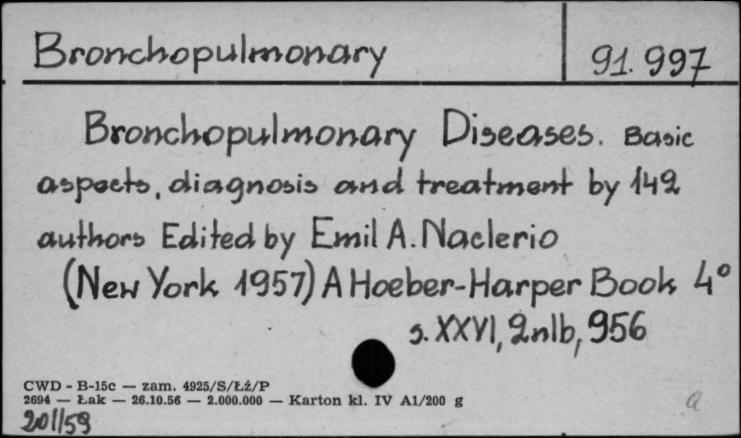 Bronchopulmonary
91.997
Bronchopulmonary Diseases. Basic
aspects, diagnosis and treatment by 142
authors Edited by Emil A. Naclerio
(New York 1957) A Hoeber-Harper Book 4°
s. XXVI, 2nlb, 956
CWD - B-15c — zam. 4925/S/Łź/P
2694 — Łak — 26.10.56 — 2.000.000 — Karton kl. IV A1/200 g
201/59
a